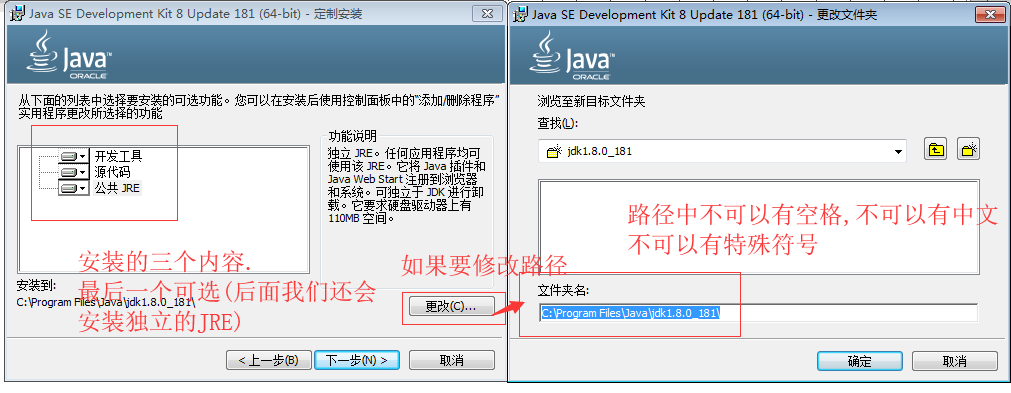 Java SE Development Kit 8 Update 181 (64-bit) - 定制安装
Java™
ORACLE
从下面的列表中选择要安装的可选功能。您可以在安装后使用控制面板中的“添加/删除程序”
实用程序更改所选择的功能
开发工具
源代码
公共 JRE
功能说明
独立 JRE。任何应用程序均可
使用该 JRE。它将 Java 插件和
Java Web Start 注册到浏览器
和系统。可独立于 JDK 进行卸
载。它要求硬盘驱动器上有
110MB 空间。
安装的三个内容.
最后一个可选(后面我们还会
安装独立的JRE)
安装到:
C:\Program Files\Java\jdk1.8.0_181\
如果要修改路径
更改(C)...
< 上一步(B)
下一步(N) >
取消
Java SE Development Kit 8 Update 181 (64-bit) - 更改文件夹
Java™
ORACLE
浏览至新目标文件夹
查找(L):
jdk1.8.0_181
路径中不可以有空格,不可以有中文
不可以有特殊符号
文件夹名:
C:\Program Files\Java\jdk1.8.0_181\
确定
取消